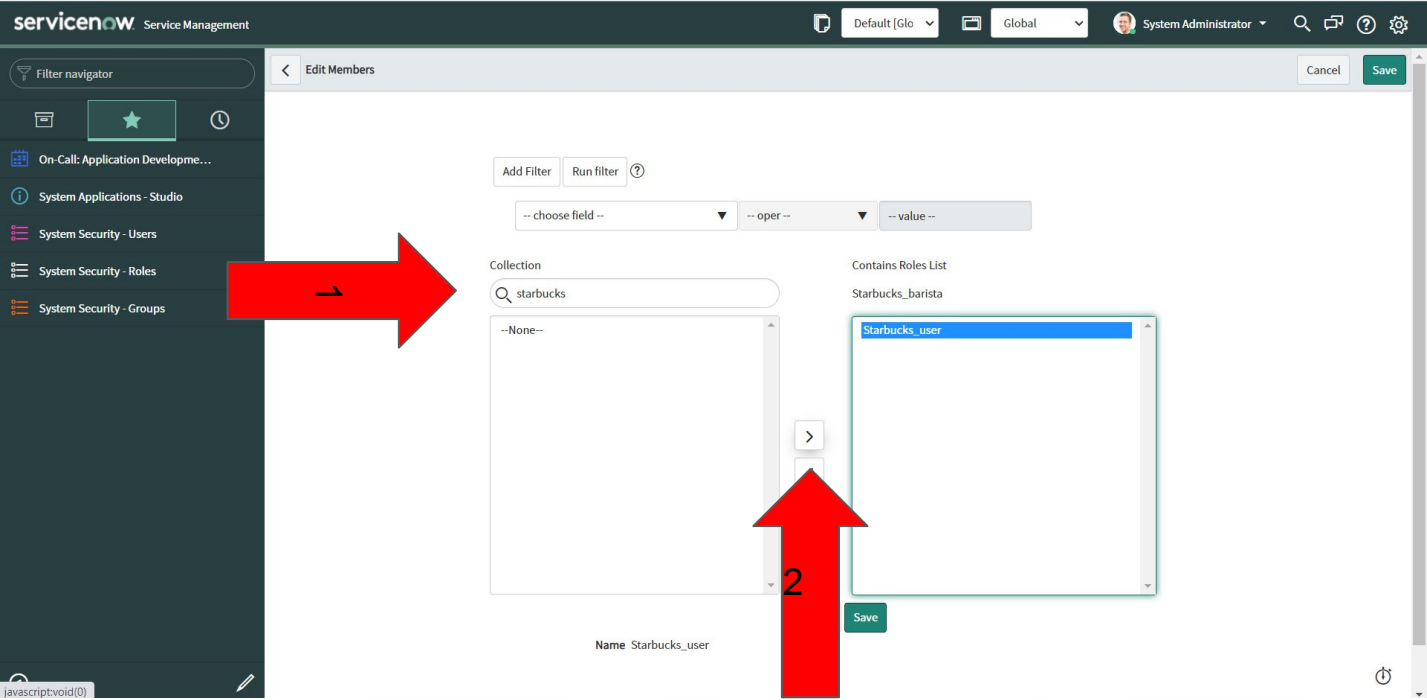 servicenow Service Management
Default [Glo
Global
System Administrator
Filter navigator
Edit Members
Cancel
Save
On-Call: Application Developme...
System Applications - Studio
System Security - Users
System Security - Roles
System Security - Groups
Add Filter
Run filter
-- choose field --
-- oper --
-- value --
Collection
Contains Roles List
1
starbucks
Starbucks_barista
--None--
Starbucks_user
2
Save
Name Starbucks_user
javascript:void(0)